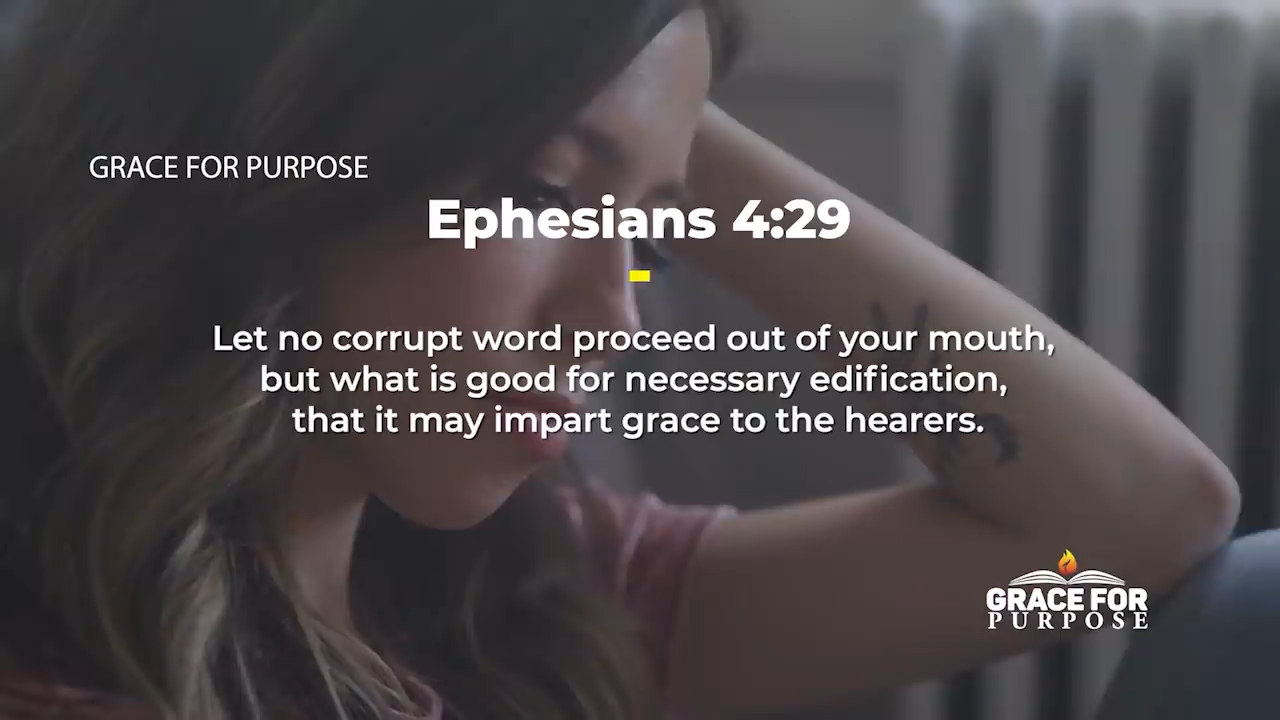 GRACE FOR PURPOSE
Ephesians 4:29
Let no corrupt word proceed out of your mouth,
but what is good for necessary edification,
that it may impart grace to the hearers.
GRACE FOR
PURPOSE